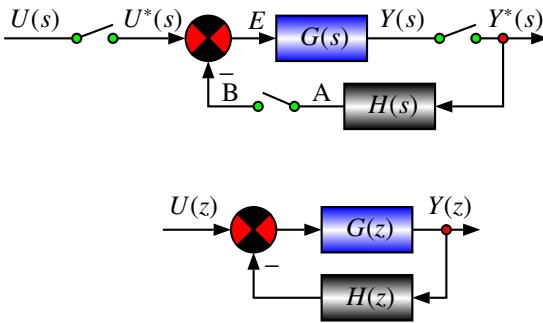 U(s) U*(s) E G(s) Y(s) Y*(s)
−
B A H(s)
U(z) G(z) Y(z)
−
H(z)